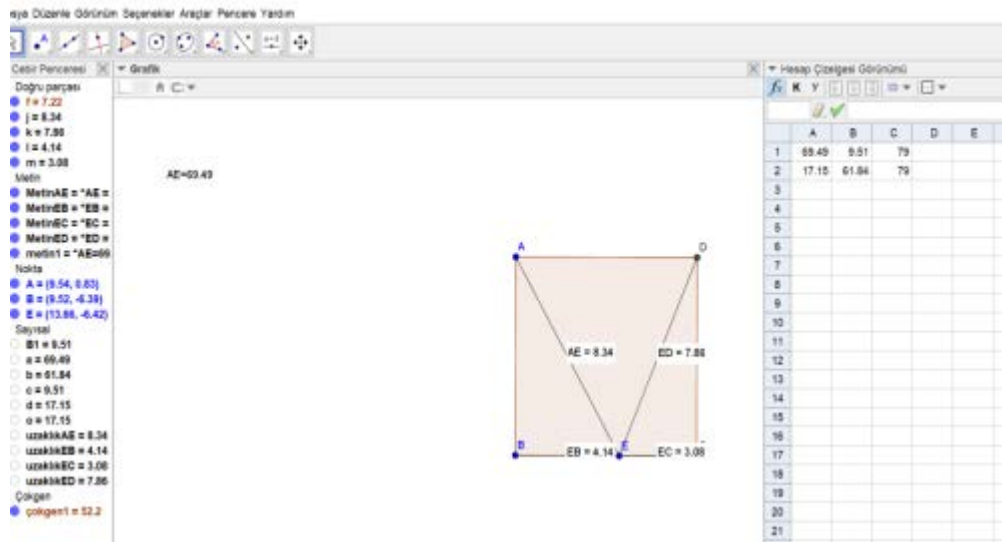 sya Düzenle Görünüm Seçenekler Araçlar Pencere Yardım
Cebir Penceresi
Grafik
Hesap Çizelgesi Görünümü
Doğru parçası
f = 7.22
j = 8.34
k = 7.86
l = 4.14
m = 3.08
Metin
MetinAE = "AE =
MetinEB = "EB =
MetinEC = "EC =
MetinED = "ED =
metin1 = "AE=69
Nokta
A = (9.54, 0.83)
B = (9.52, -6.39)
E = (13.66, -6.42)
Sayısal
B1 = 9.51
a = 69.49
b = 61.84
c = 9.51
d = 17.15
o = 17.15
uzaklıkAE = 8.34
uzaklıkEB = 4.14
uzaklıkEC = 3.08
uzaklıkED = 7.86
Çokgen
çokgen1 = 52.2
AE=69.49
A
D
AE = 8.34
ED = 7.86
B
E
EB = 4.14
EC = 3.08
fx K Y
A B C D E
1 69.49 9.51 79
2 17.15 61.84 79
3
4
5
6
7
8
9
10
11
12
13
14
15
16
17
18
19
20
21